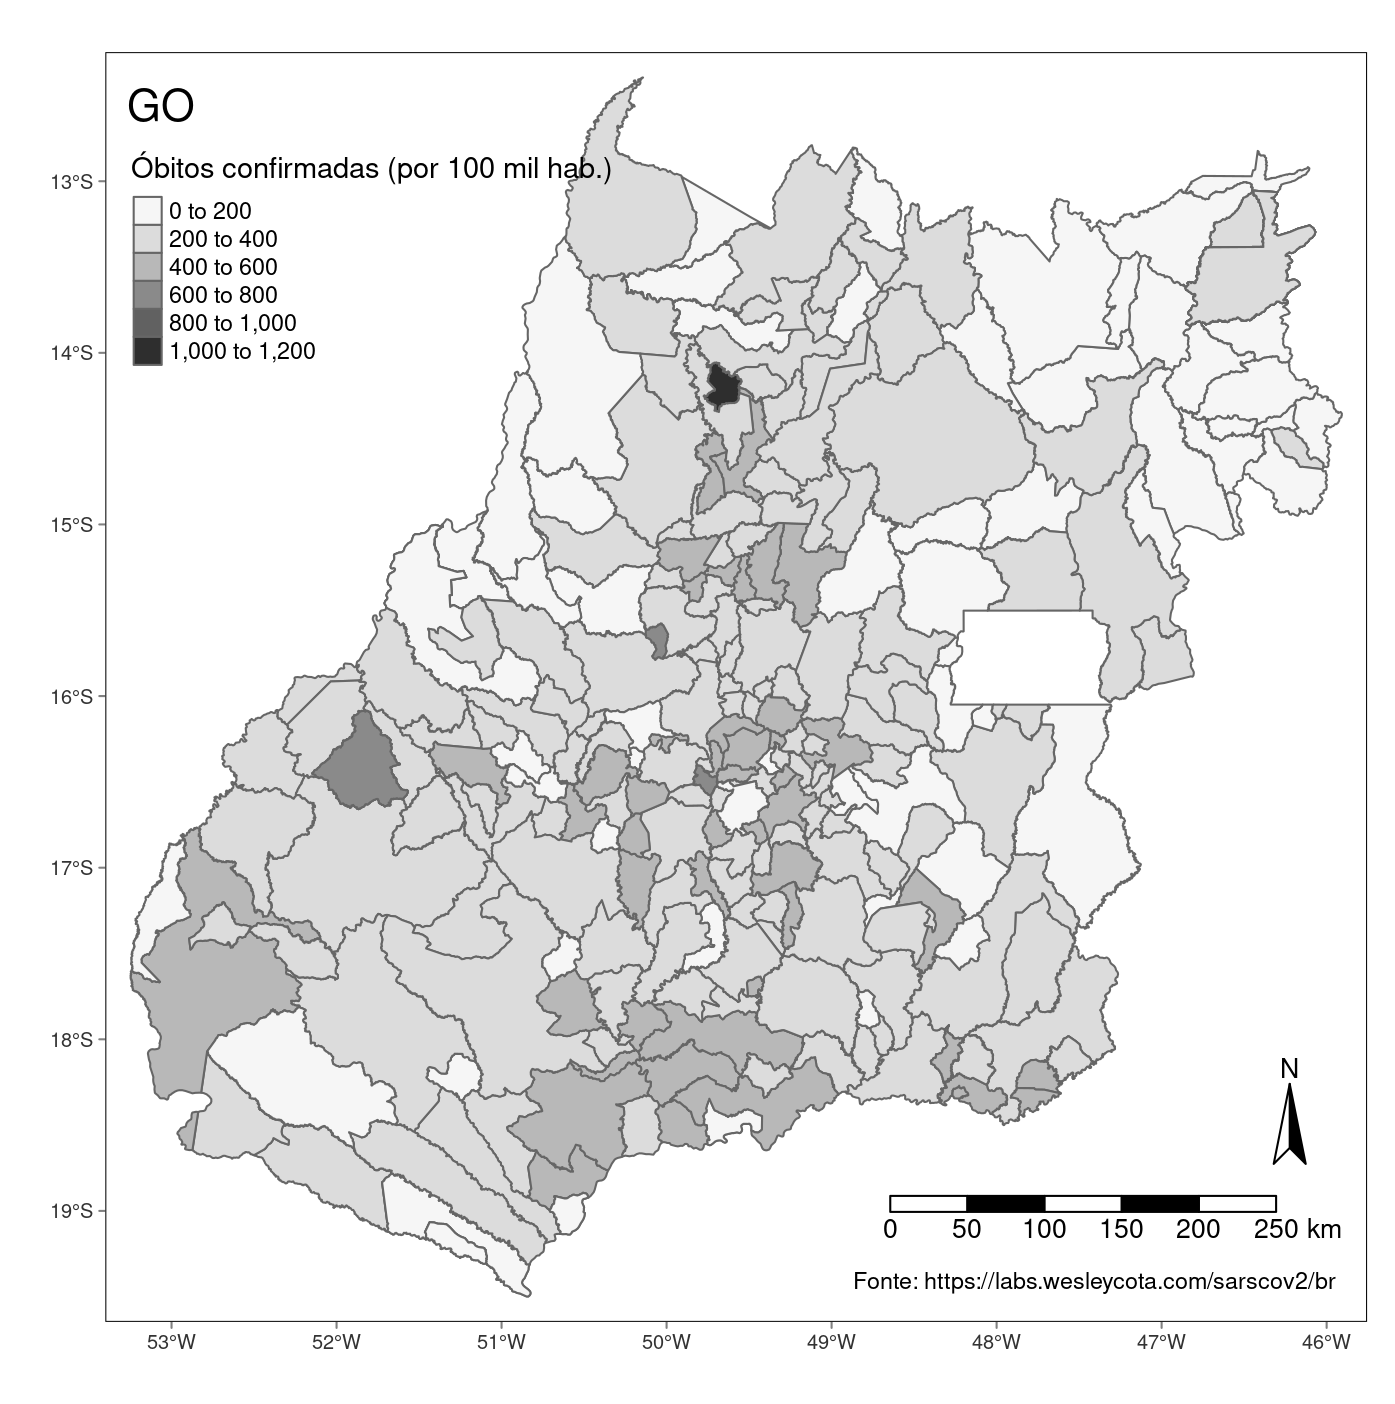 GO
Óbitos confirmadas (por 100 mil hab.)
0 to 200
200 to 400
400 to 600
600 to 800
800 to 1,000
1,000 to 1,200
13°S
14°S
15°S
16°S
17°S
18°S
19°S
N
0 50 100 150 200 250 km
Fonte: https://labs.wesleycota.com/sarscov2/br
53°W 52°W 51°W 50°W 49°W 48°W 47°W 46°W